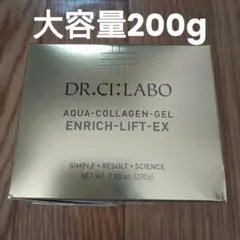 大容量200g
DR.CI:LABO
AQUA-COLLAGEN-GEL
ENRICH-LIFT-EX
SIMPLE + RESULT + SCIENCE
NET WT. 7.05 oz. (200g)